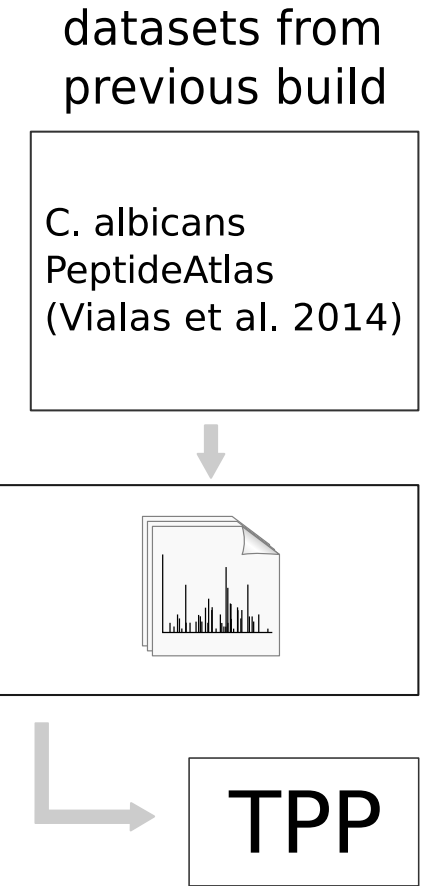 datasets from
previous build
C. albicans
PeptideAtlas
(Vialas et al. 2014)
TPP